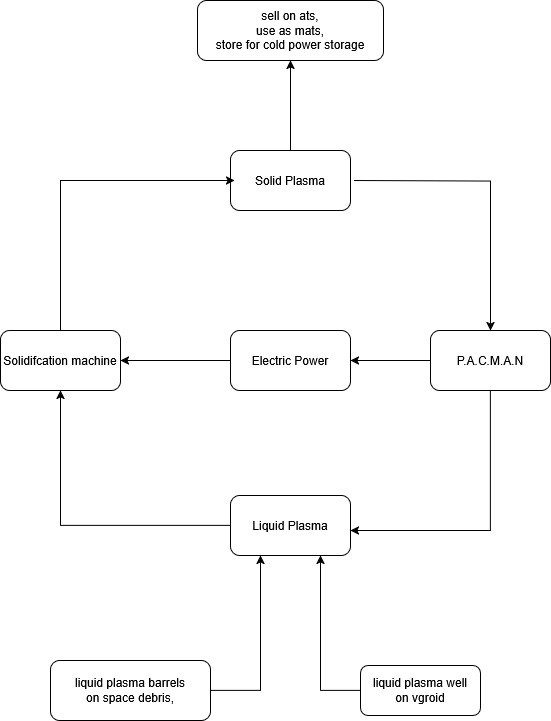 sell on ats,
use as mats,
store for cold power storage
Solid Plasma
Solidifcation machine
Electric Power
P.A.C.M.A.N
Liquid Plasma
liquid plasma barrels
on space debris,
liquid plasma well
on vgroid